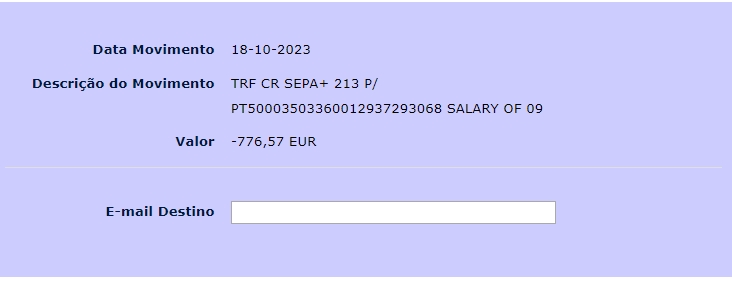 Data Movimento 18-10-2023
Descrição do Movimento TRF CR SEPA+ 213 P/
PT50003503360012937293068 SALARY OF 09
Valor -776,57 EUR
E-mail Destino